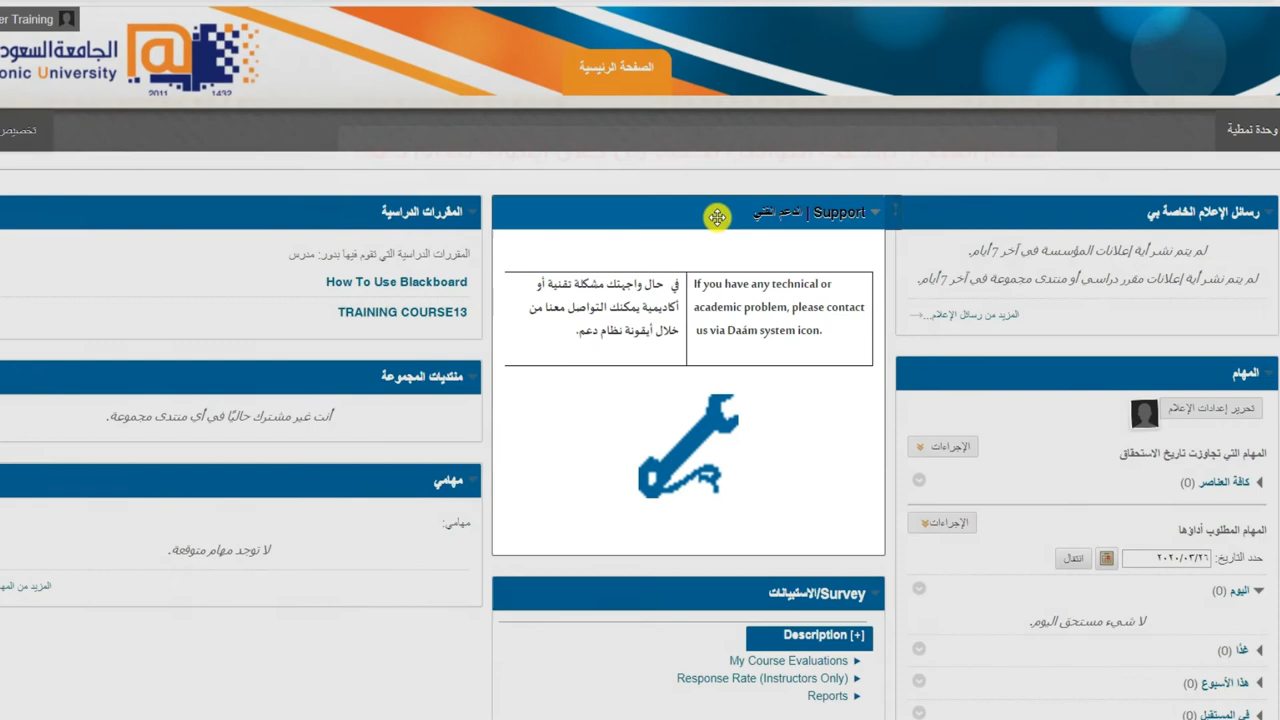 er Training
الجامعة السعود
onic University
2011 1432
الصفحة الرئيسية
وحدة نمطية
تخصيص
رسائل الإعلام الخاصة بي
لم يتم نشر أية إعلانات المؤسسة في آخر 7 أيام.
لم يتم نشر أية إعلانات مقرر دراسي أو منتدى مجموعة في آخر 7 أيام.
المزيد من رسائل الإعلام...
المهام
تحرير إعدادات الإعلام
المهام التي تجاوزت تاريخ الاستحقاق
الإجراءات
كافة العناصر (0)
المهام المطلوب أداؤها
الإجراءات
حدد التاريخ:
٢٠٢٠/٠٣/٢٦
انتقال
اليوم (0)
لا شيء مستحق اليوم.
غدًا (0)
هذا الأسبوع (0)
في المستقبل (0)
Support | الدعم الفني
If you have any technical or
academic problem, please contact
us via Daám system icon.
في حال واجهتك مشكلة تقنية أو
أكاديمية يمكنك التواصل معنا من
خلال أيقونة نظام دعم.
Survey/الاستبيانات
Description [+]
My Course Evaluations
Response Rate (Instructors Only)
Reports
المقررات الدراسية
المقررات الدراسية التي تقوم فيها بدور: مدرس
How To Use Blackboard
TRAINING COURSE13
منتديات المجموعة
أنت غير مشترك حاليًا في أي منتدى مجموعة.
مهامي
مهامي:
لا توجد مهام متوقعة.
المزيد من المها